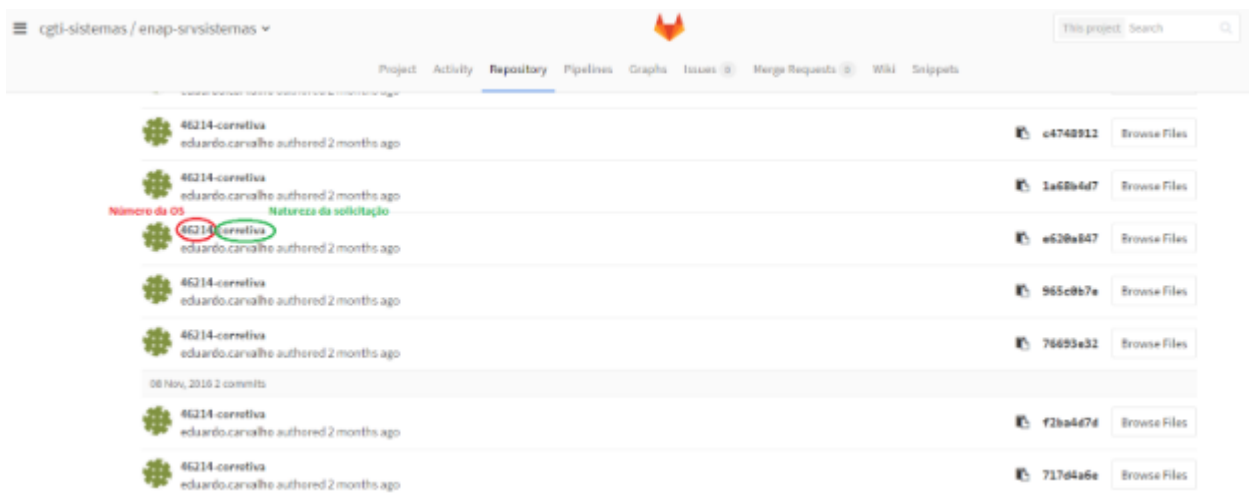 cgti-sistemas / enap-srvsistemas
This project Search
Project Activity Repository Pipelines Graphs Issues 0 Merge Requests 0 Wiki Snippets
46214-corretiva
eduardo.carvalho authored 2 months ago
c4748912 Browse Files
46214-corretiva
eduardo.carvalho authored 2 months ago
1a68b4d7 Browse Files
Número da OS Natureza da solicitação
46214-corretiva
eduardo.carvalho authored 2 months ago
e620a847 Browse Files
46214-corretiva
eduardo.carvalho authored 2 months ago
965c0b7e Browse Files
46214-corretiva
eduardo.carvalho authored 2 months ago
76693e32 Browse Files
08 Nov, 2016 2 commits
46214-corretiva
eduardo.carvalho authored 2 months ago
f2ba4d7d Browse Files
46214-corretiva
eduardo.carvalho authored 2 months ago
717d4a6e Browse Files